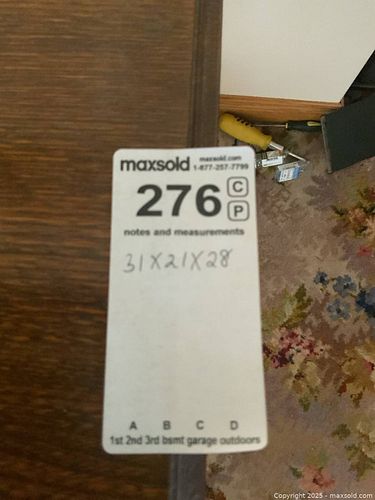 maxsold maxsold.com
1-877-257-7799
276 C
P
notes and measurements
31X21X28
A B C D
1st 2nd 3rd bsmt garage outdoors
Copyright 2025 - maxsold.com